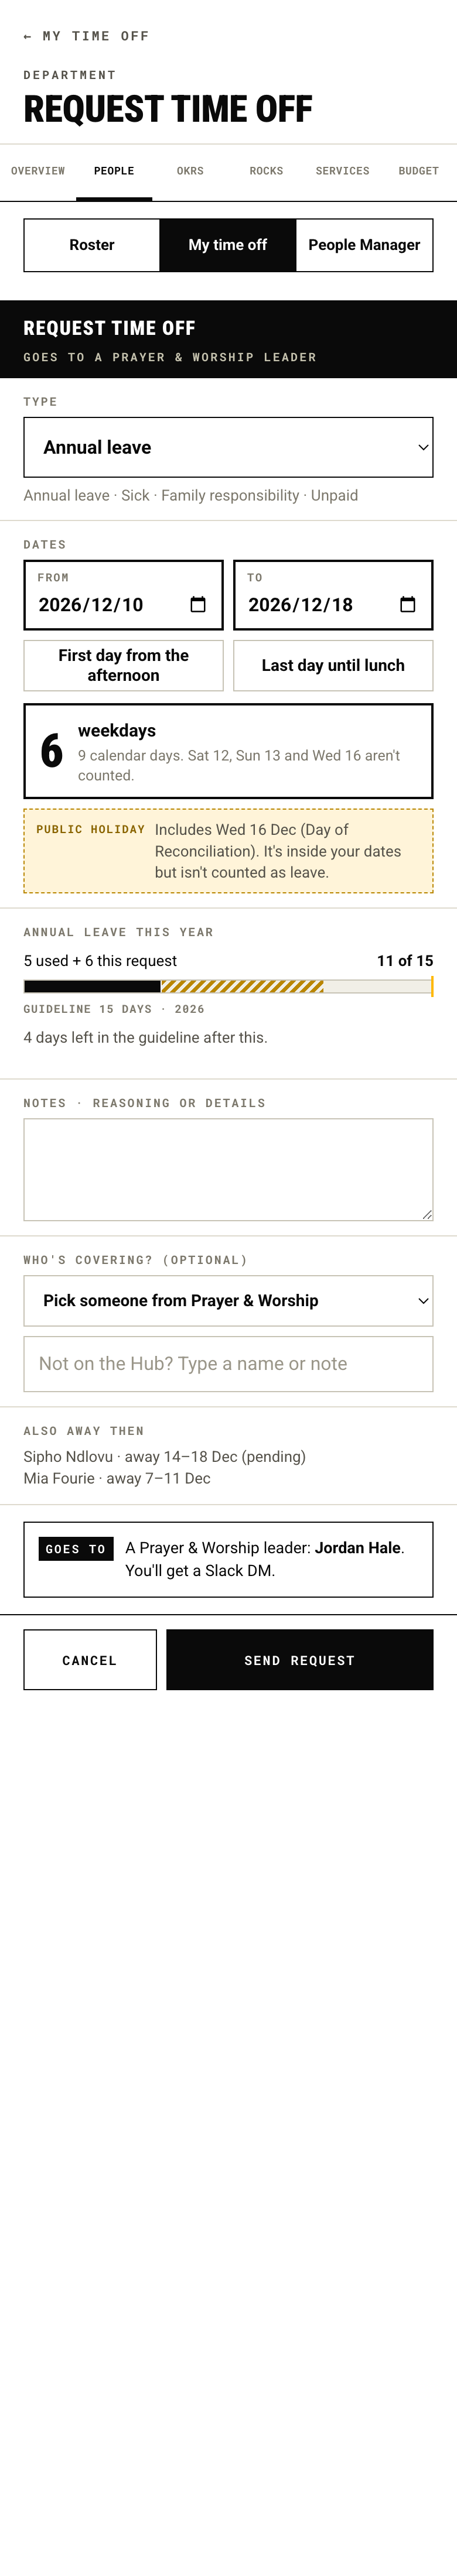 ← MY TIME OFF
DEPARTMENT
REQUEST TIME OFF
OVERVIEW PEOPLE OKRS ROCKS SERVICES BUDGET
Roster My time off People Manager
REQUEST TIME OFF
GOES TO A PRAYER & WORSHIP LEADER
TYPE
Annual leave
Annual leave · Sick · Family responsibility · Unpaid
DATES
FROM
2026/12/10
TO
2026/12/18
First day from the
afternoon
Last day until lunch
6 weekdays
9 calendar days. Sat 12, Sun 13 and Wed 16 aren't
counted.
PUBLIC HOLIDAY Includes Wed 16 Dec (Day of
Reconciliation). It's inside your dates
but isn't counted as leave.
ANNUAL LEAVE THIS YEAR
5 used + 6 this request 11 of 15
GUIDELINE 15 DAYS · 2026
4 days left in the guideline after this.
NOTES · REASONING OR DETAILS
WHO'S COVERING? (OPTIONAL)
Pick someone from Prayer & Worship
Not on the Hub? Type a name or note
ALSO AWAY THEN
Sipho Ndlovu · away 14–18 Dec (pending)
Mia Fourie · away 7–11 Dec
GOES TO A Prayer & Worship leader: Jordan Hale.
You'll get a Slack DM.
CANCEL SEND REQUEST